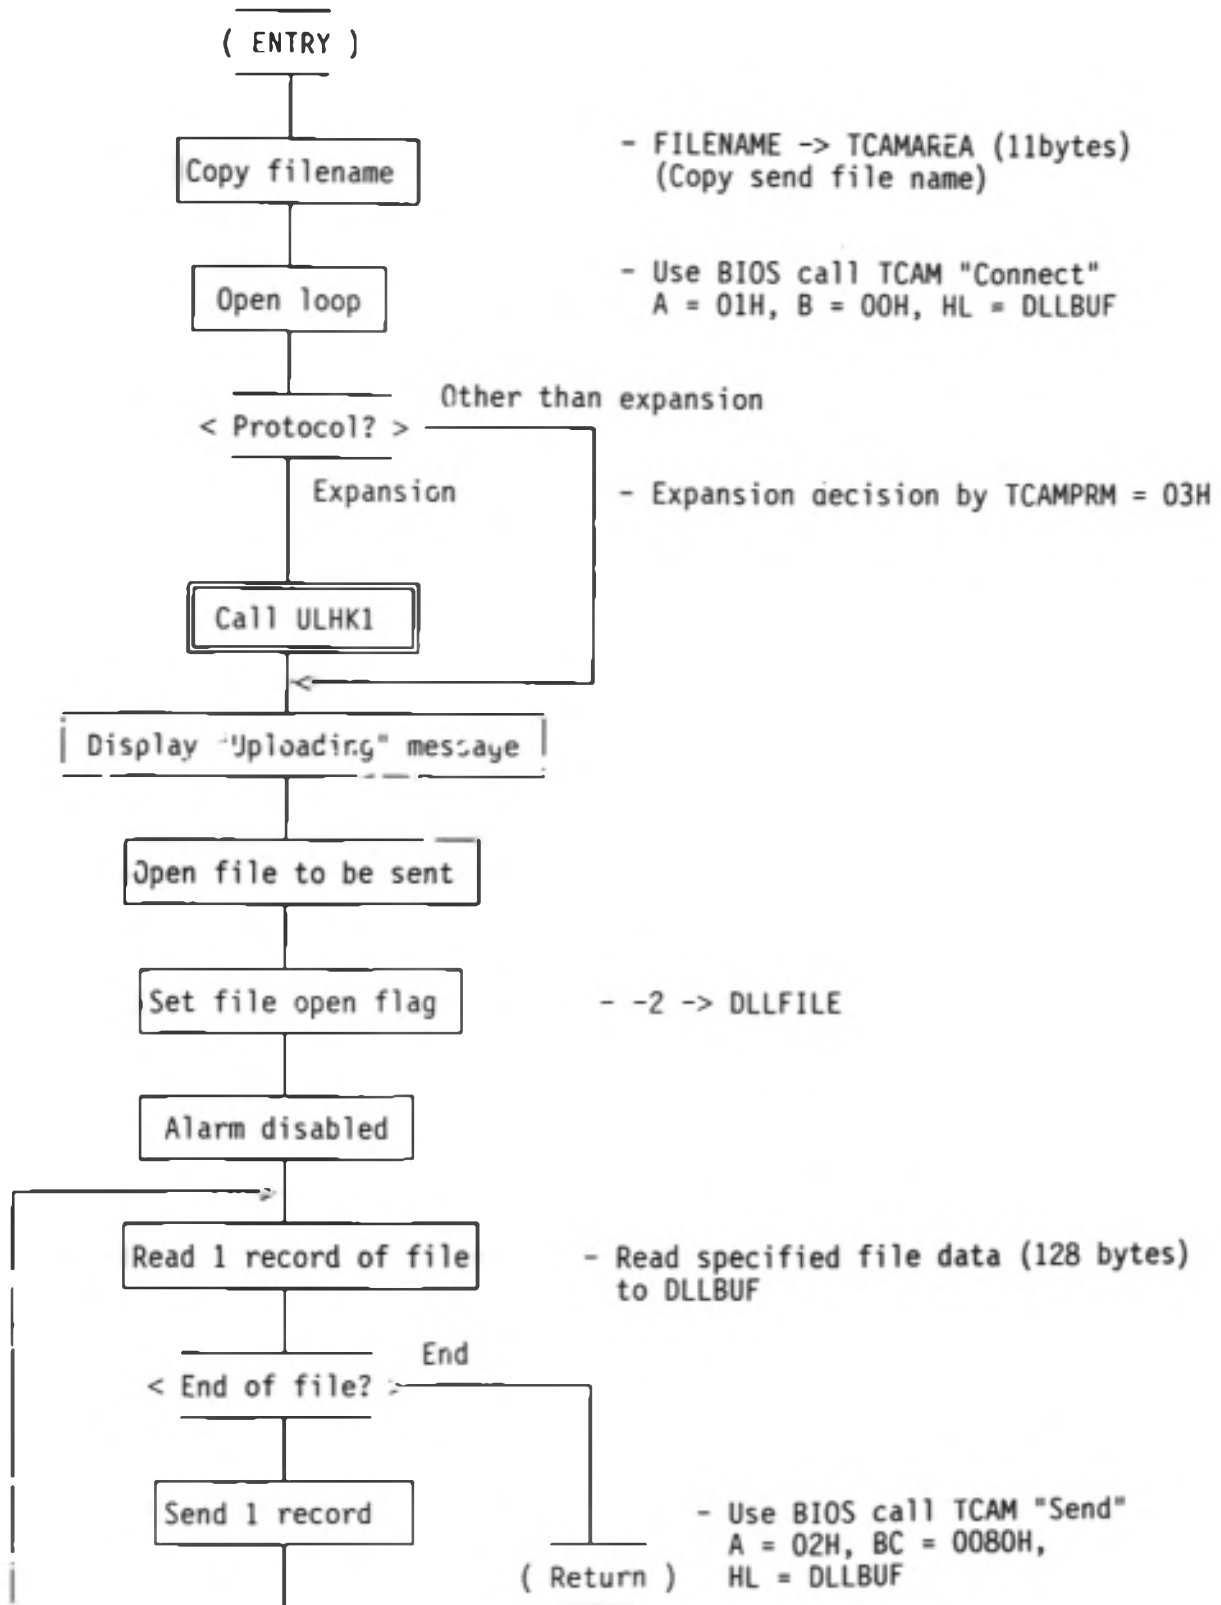 ( ENTRY )
Copy filename
- FILENAME -> TCAMAREA (11bytes)
(Copy send file name)
Open loop
- Use BIOS call TCAM "Connect"
A = 01H, B = 00H, HL = DLLBUF
Other than expansion
< Protocol? >
Expansion
- Expansion decision by TCAMPRM = 03H
Call ULHK1
Display "Uploading" message
Open file to be sent
Set file open flag
- -2 -> DLLFILE
Alarm disabled
Read 1 record of file
- Read specified file data (128 bytes)
to DLLBUF
End
< End of file? >
Send 1 record
- Use BIOS call TCAM "Send"
A = 02H, BC = 0080H,
HL = DLLBUF
( Return )